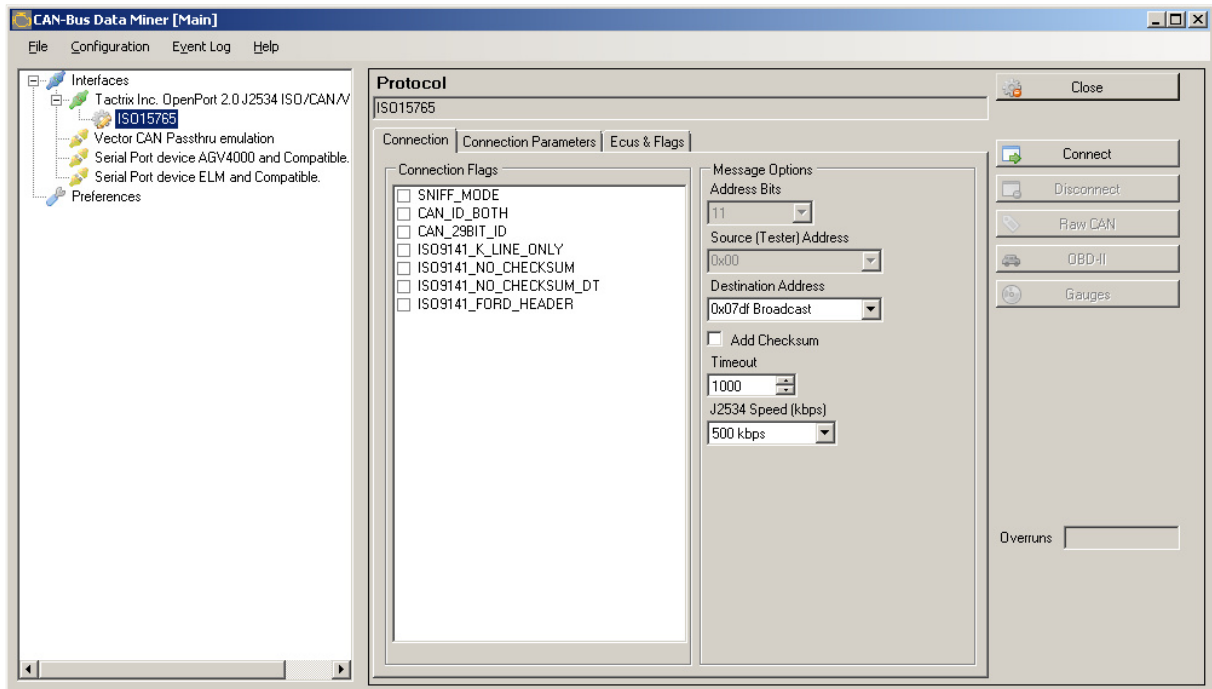 CAN-Bus Data Miner [Main]
File Configuration Event Log Help
Interfaces
Tactrix Inc. OpenPort 2.0 J2534 ISO/CAN/V
ISO15765
Vector CAN Passthru emulation
Serial Port device AGV4000 and Compatible.
Serial Port device ELM and Compatible.
Preferences
Protocol
ISO15765
Connection Connection Parameters Ecus & Flags
Connection Flags
SNIFF_MODE
CAN_ID_BOTH
CAN_29BIT_ID
ISO9141_K_LINE_ONLY
ISO9141_NO_CHECKSUM
ISO9141_NO_CHECKSUM_DT
ISO9141_FORD_HEADER
Message Options
Address Bits
11
Source (Tester) Address
0x00
Destination Address
0x07df Broadcast
Add Checksum
Timeout
1000
J2534 Speed (kbps)
500 kbps
Close
Connect
Disconnect
Raw CAN
OBD-II
Gauges
Overruns